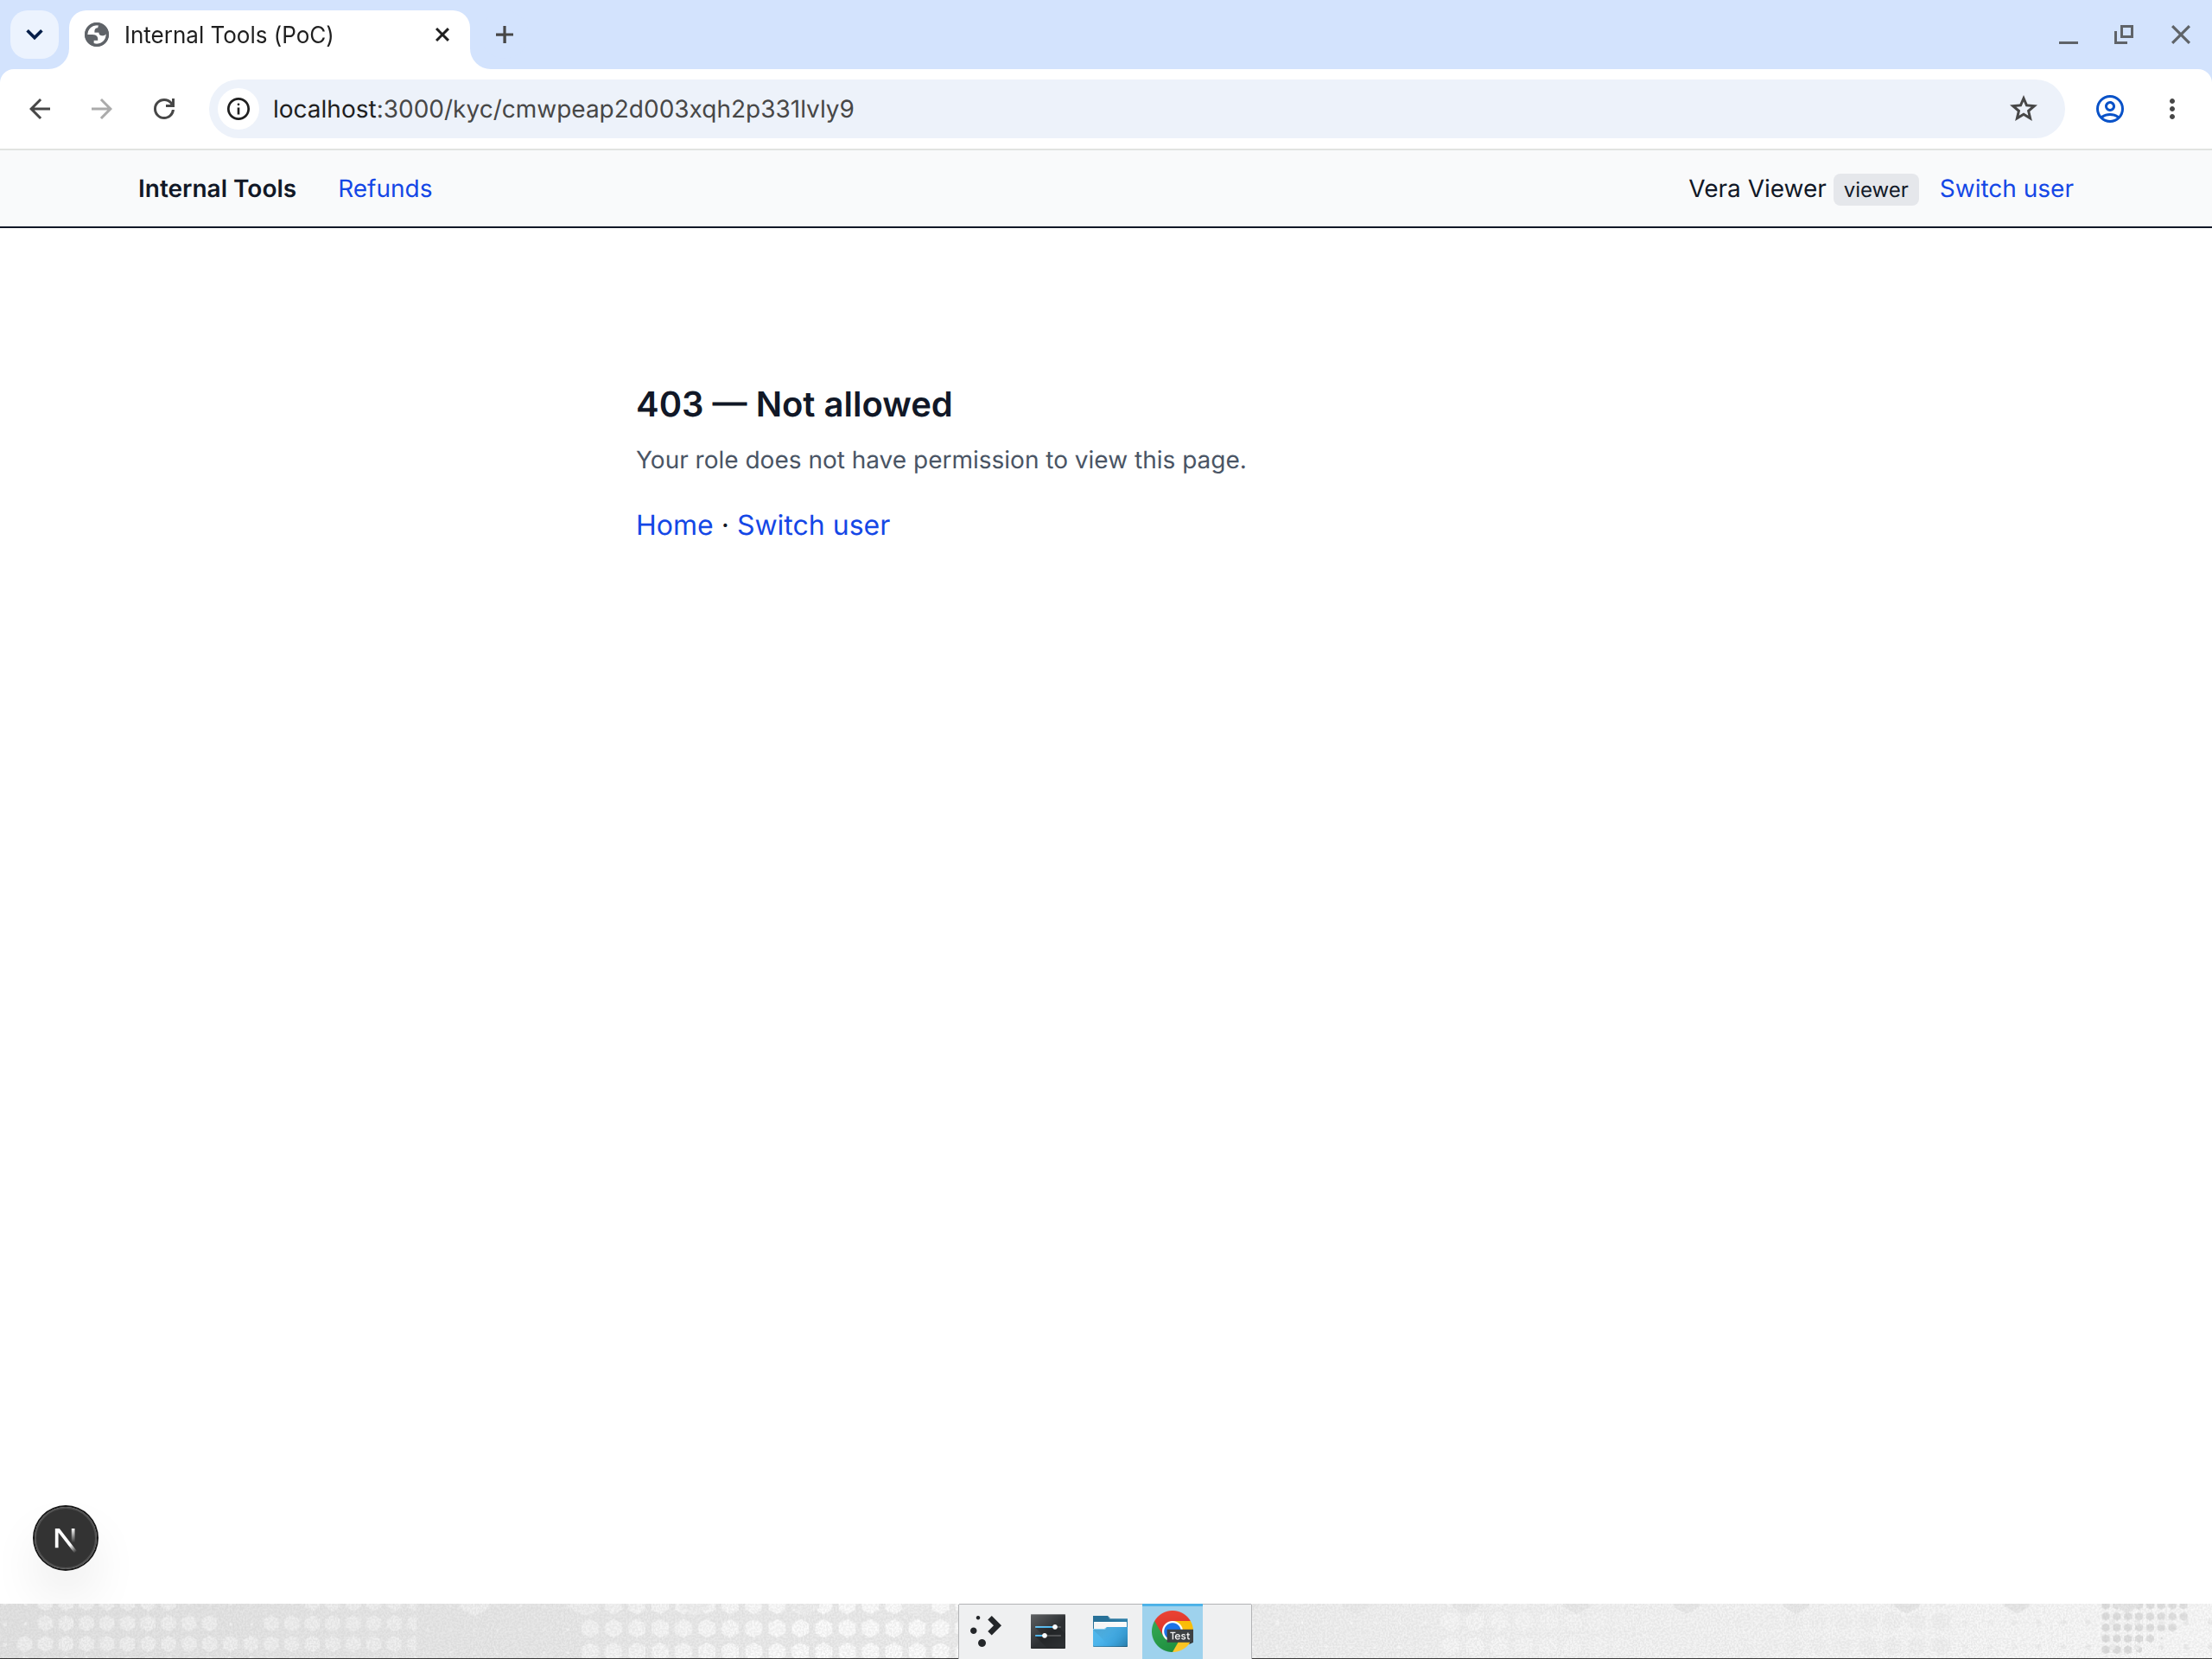 Internal Tools (PoC)
localhost:3000/kyc/cmwpeap2d003xqh2p331lvly9
Internal Tools Refunds Vera Viewer viewer Switch user
403 — Not allowed
Your role does not have permission to view this page.
Home · Switch user
N
Test